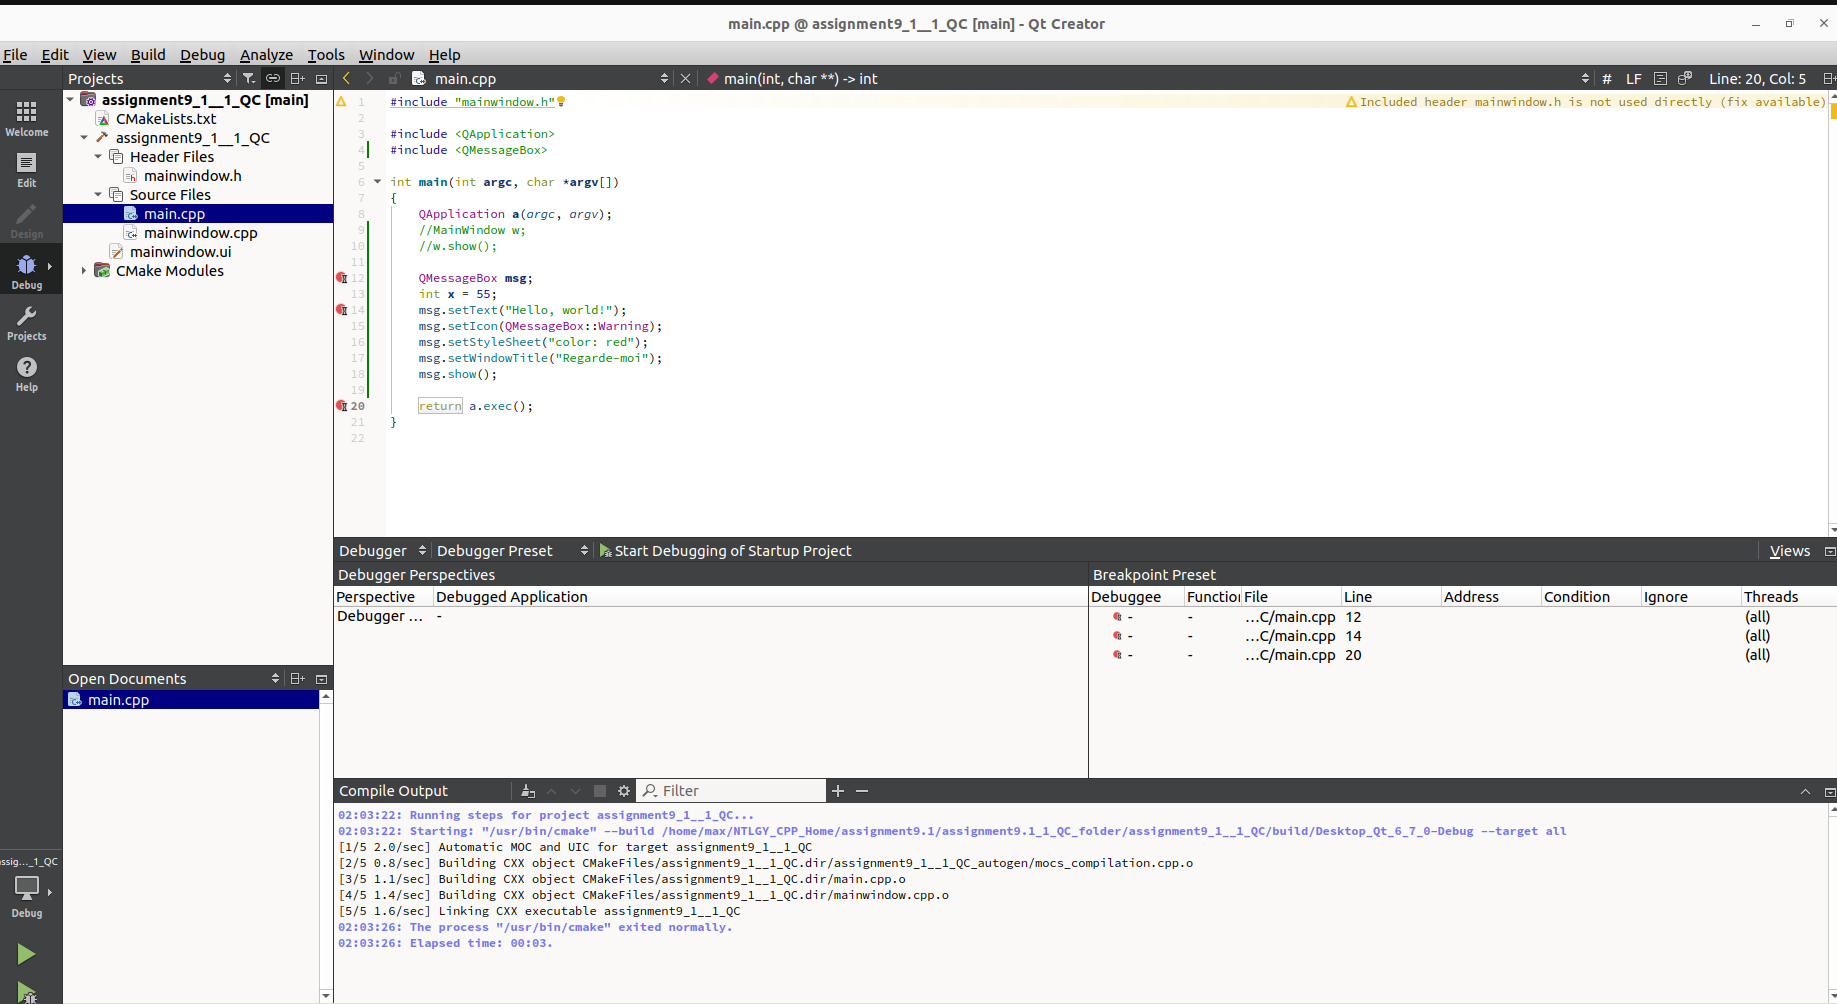 main.cpp @ assignment9_1__1_QC [main] - Qt Creator
File Edit View Build Debug Analyze Tools Window Help
Projects
main.cpp
main(int, char **) -> int
# LF Line: 20, Col: 5
Welcome
Edit
Design
Debug
Projects
Help
assignment9_1__1_QC [main]
CMakeLists.txt
assignment9_1__1_QC
Header Files
mainwindow.h
Source Files
main.cpp
mainwindow.cpp
mainwindow.ui
CMake Modules
1 #include "mainwindow.h" Included header mainwindow.h is not used directly (fix available)
2
3 #include <QApplication>
4 #include <QMessageBox>
5
6 int main(int argc, char *argv[])
7 {
8 QApplication a(argc, argv);
9 //MainWindow w;
10 //w.show();
11
12 QMessageBox msg;
13 int x = 55;
14 msg.setText("Hello, world!");
15 msg.setIcon(QMessageBox::Warning);
16 msg.setStyleSheet("color: red");
17 msg.setWindowTitle("Regarde-moi");
18 msg.show();
19
20 return a.exec();
21 }
22
Debugger Debugger Preset Start Debugging of Startup Project Views
Debugger Perspectives
Perspective Debugged Application
Debugger ... -
Breakpoint Preset
Debuggee Function File Line Address Condition Ignore Threads
- - ...C/main.cpp 12 (all)
- - ...C/main.cpp 14 (all)
- - ...C/main.cpp 20 (all)
Open Documents
main.cpp
Compile Output Filter
02:03:22: Running steps for project assignment9_1__1_QC...
02:03:22: Starting: "/usr/bin/cmake" --build /home/max/NTLGY_CPP_Home/assignment9.1/assignment9.1_1_QC_folder/assignment9_1__1_QC/build/Desktop_Qt_6_7_0-Debug --target all
[1/5 2.0/sec] Automatic MOC and UIC for target assignment9_1__1_QC
[2/5 0.8/sec] Building CXX object CMakeFiles/assignment9_1__1_QC.dir/assignment9_1__1_QC_autogen/mocs_compilation.cpp.o
[3/5 1.1/sec] Building CXX object CMakeFiles/assignment9_1__1_QC.dir/main.cpp.o
[4/5 1.4/sec] Building CXX object CMakeFiles/assignment9_1__1_QC.dir/mainwindow.cpp.o
[5/5 1.6/sec] Linking CXX executable assignment9_1__1_QC
02:03:26: The process "/usr/bin/cmake" exited normally.
02:03:26: Elapsed time: 00:03.
ssig..._1_QC
Debug